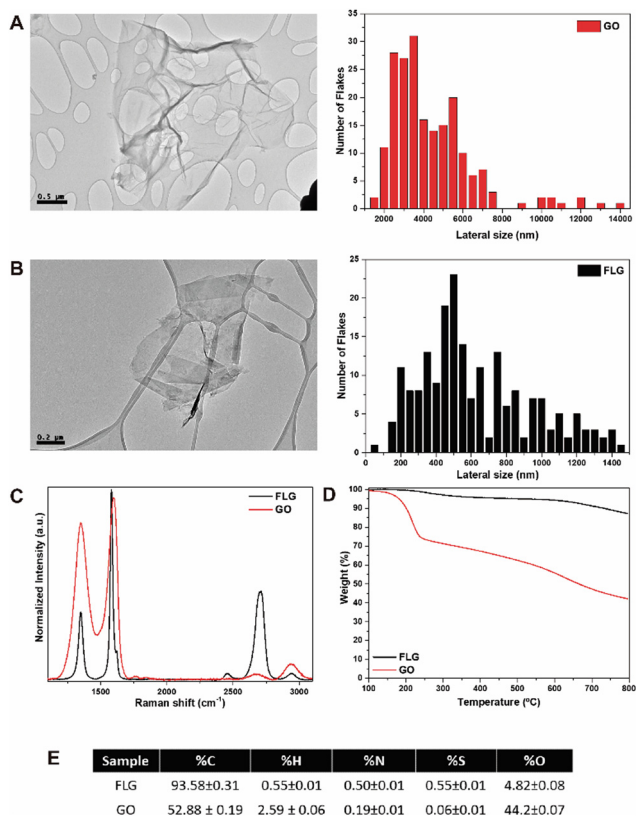 A
0.5 µm
Number of Flakes
35
30
25
20
15
10
5
0
GO
2000 4000 6000 8000 10000 12000 14000
Lateral size (nm)
B
0.2 µm
Number of Flakes
25
20
15
10
5
0
FLG
200 400 600 800 1000 1200 1400
Lateral size (nm)
C
Normalized Intensity (a.u.)
FLG
GO
1500 2000 2500 3000
Raman shift (cm-1)
D
Weight (%)
100
90
80
70
60
50
40
30
20
10
0
FLG
GO
100 200 300 400 500 600 700 800
Temperature (ºC)
E
Sample %C %H %N %S %O
FLG 93.58±0.31 0.55±0.01 0.50±0.01 0.55±0.01 4.82±0.08
GO 52.88 ± 0.19 2.59 ± 0.06 0.19±0.01 0.06±0.01 44.2±0.07